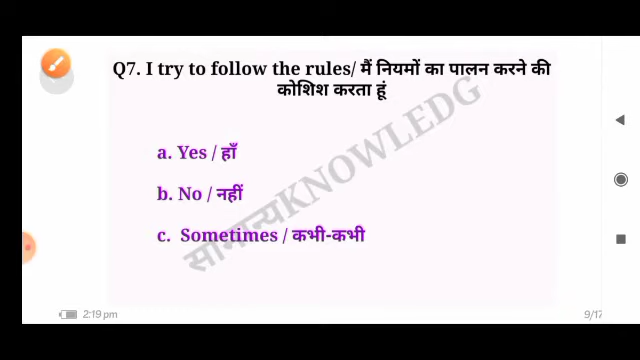 Q7. I try to follow the rules/ मैं नियमों का पालन करने की
कोशिश करता हूं
a. Yes / हाँ
b. No / नहीं
c. Sometimes / कभी-कभी
सामान्यKNOWLEDG
2:19 pm
9/17